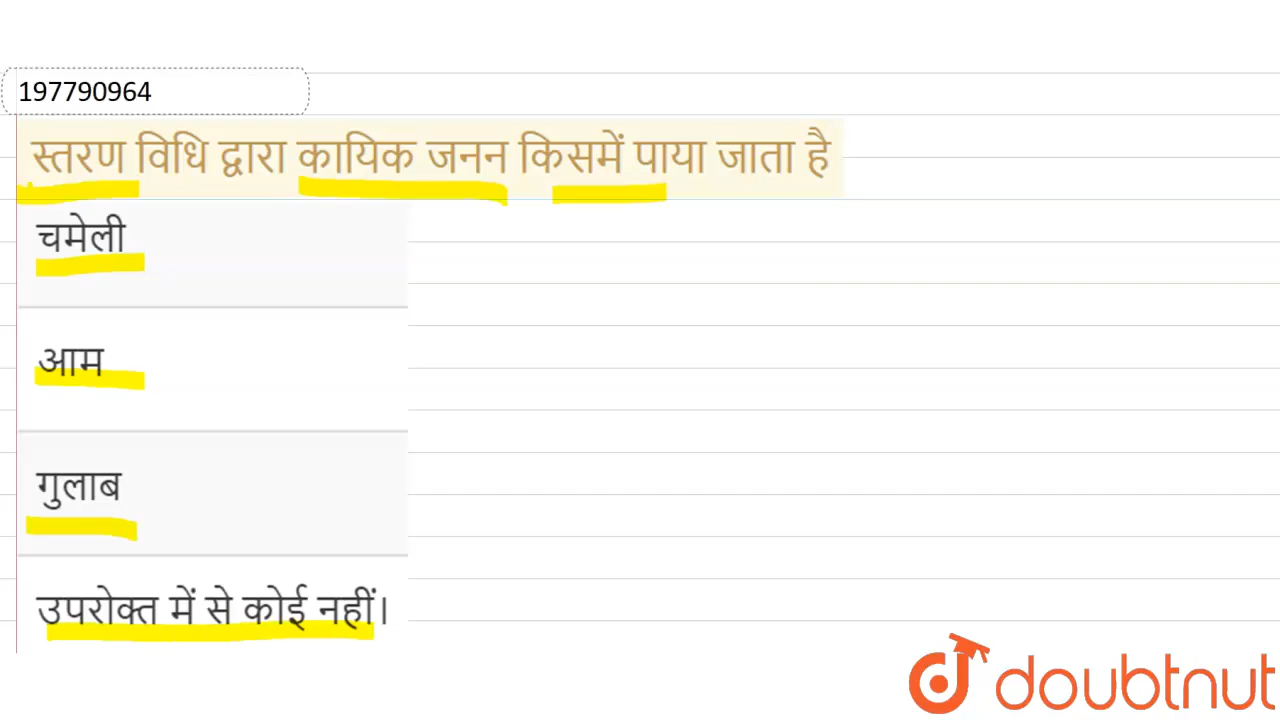 197790964
स्तरण विधि द्वारा कायिक जनन किसमें पाया जाता है
चमेली
आम
गुलाब
उपरोक्त में से कोई नहीं।
doubtnut